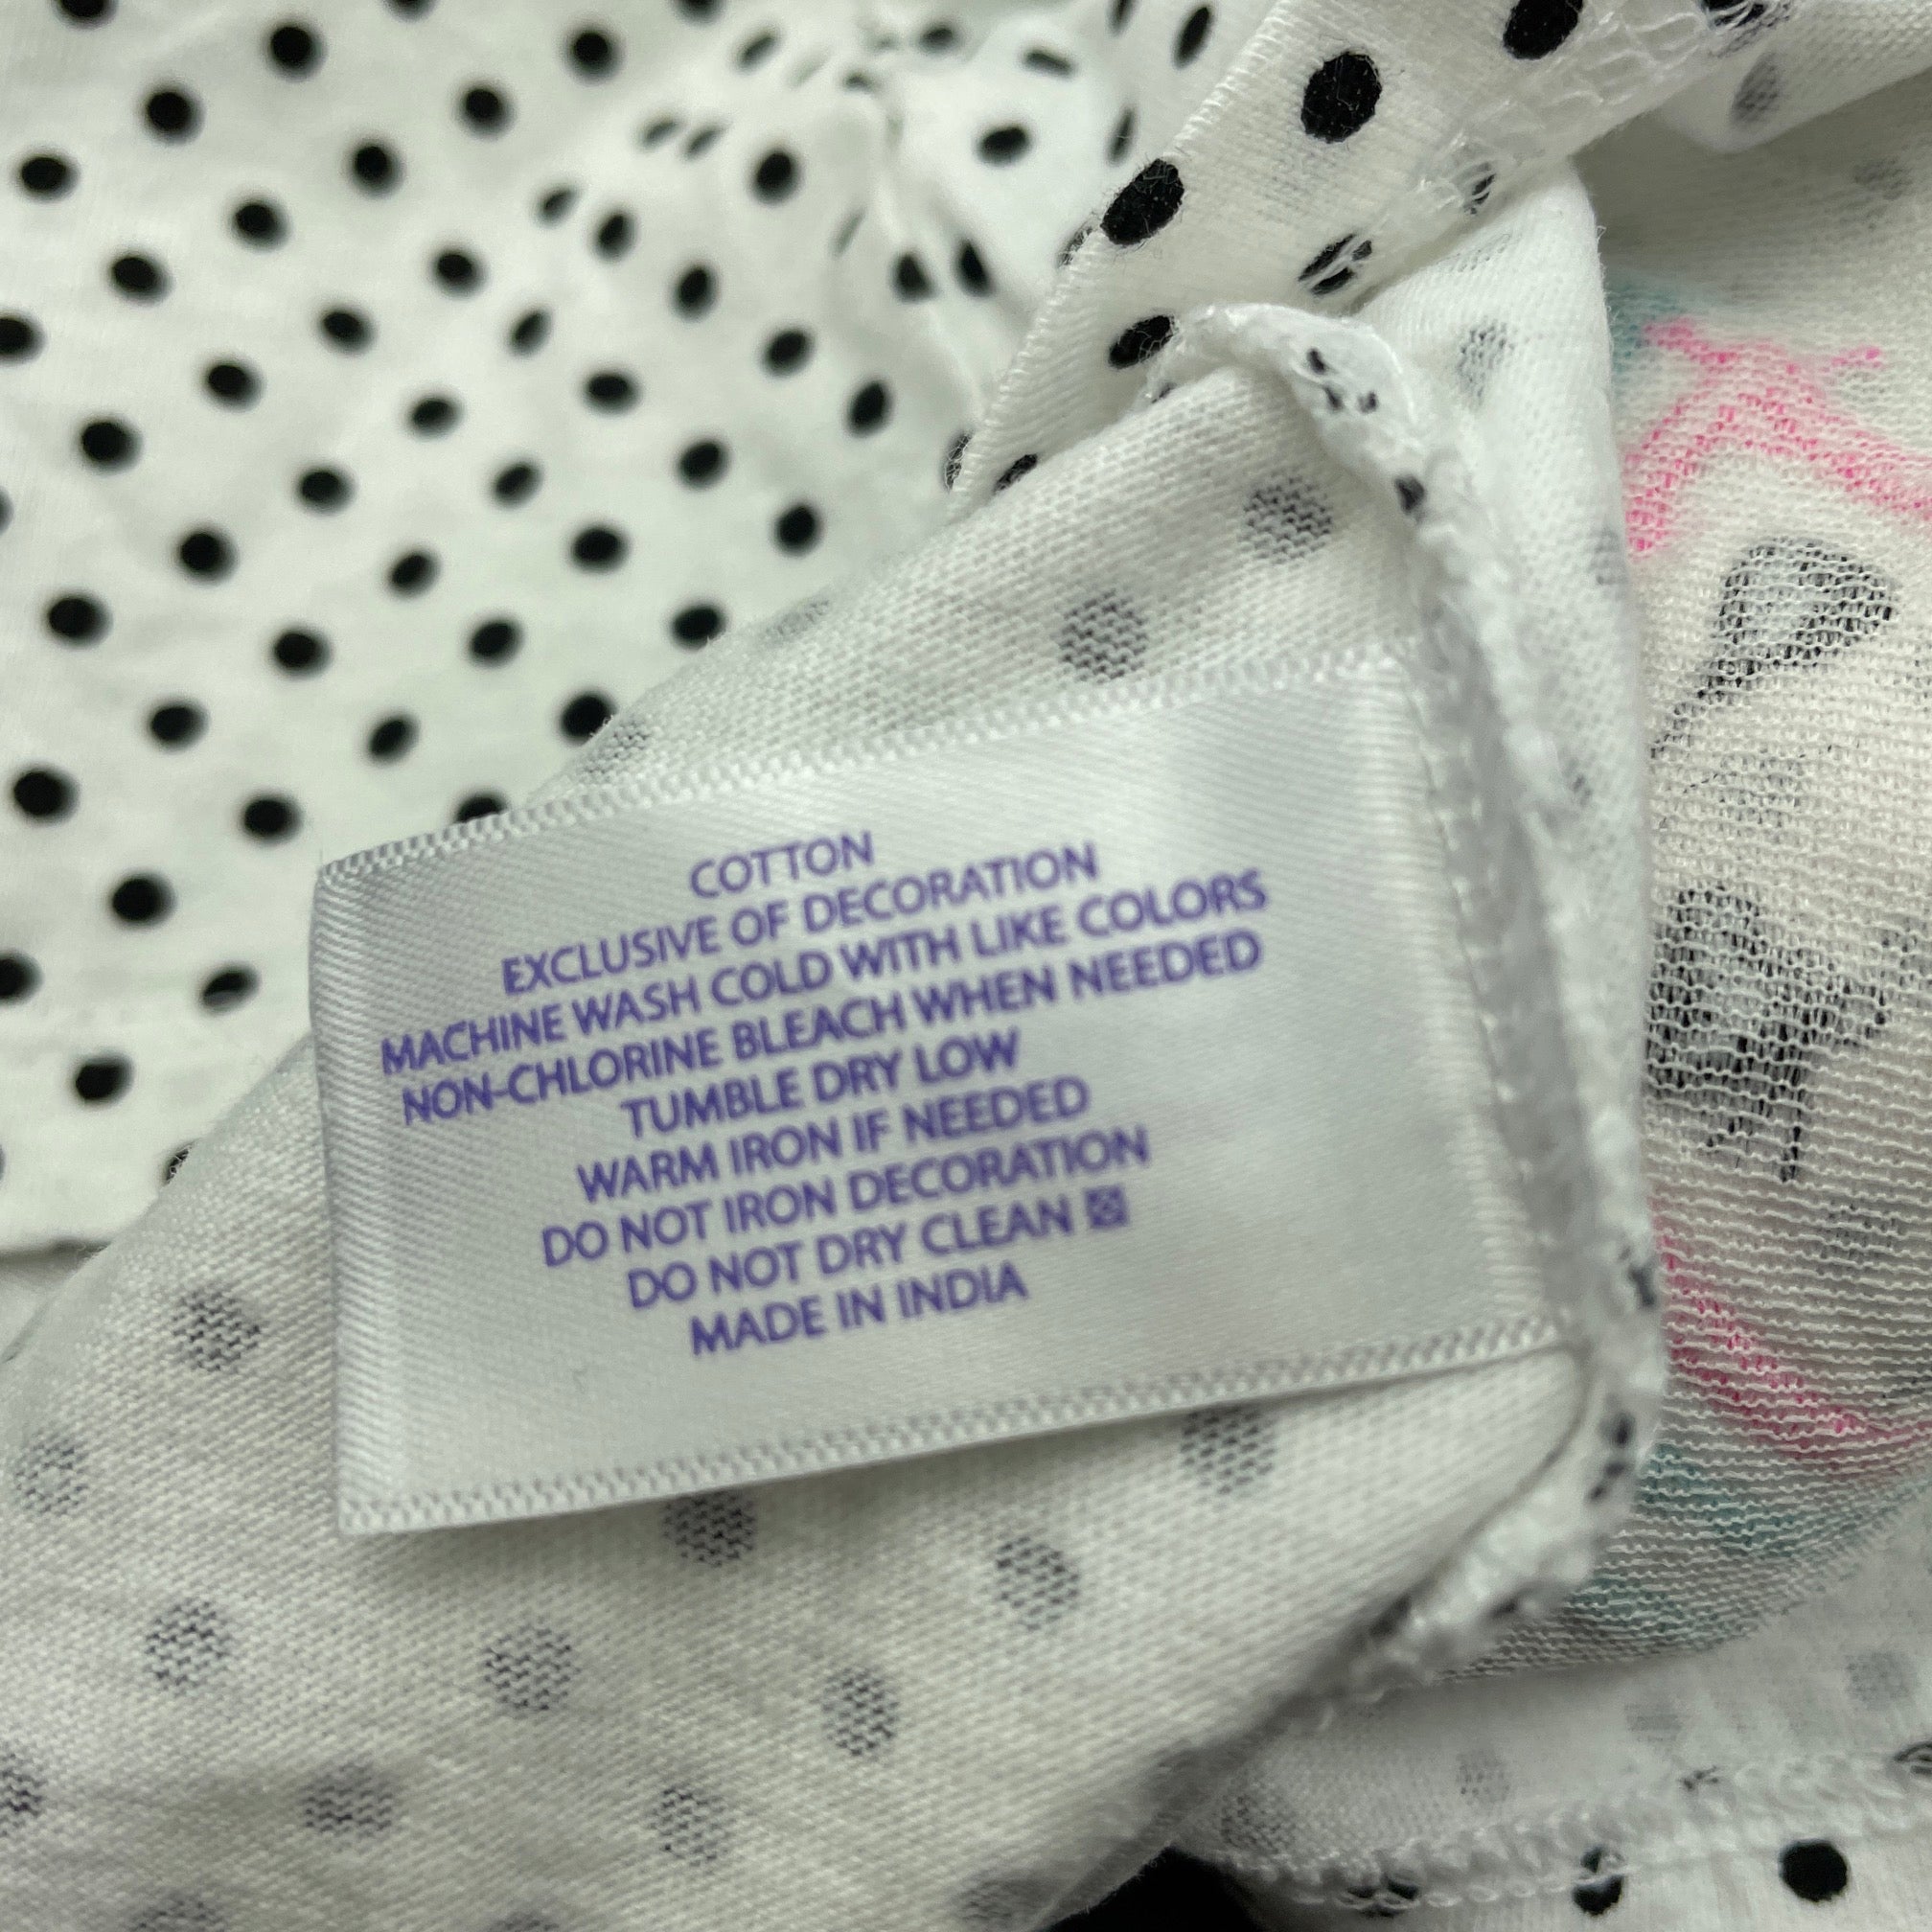 COTTON
EXCLUSIVE OF DECORATION
MACHINE WASH COLD WITH LIKE COLORS
NON-CHLORINE BLEACH WHEN NEEDED
TUMBLE DRY LOW
WARM IRON IF NEEDED
DO NOT IRON DECORATION
DO NOT DRY CLEAN
MADE IN INDIA